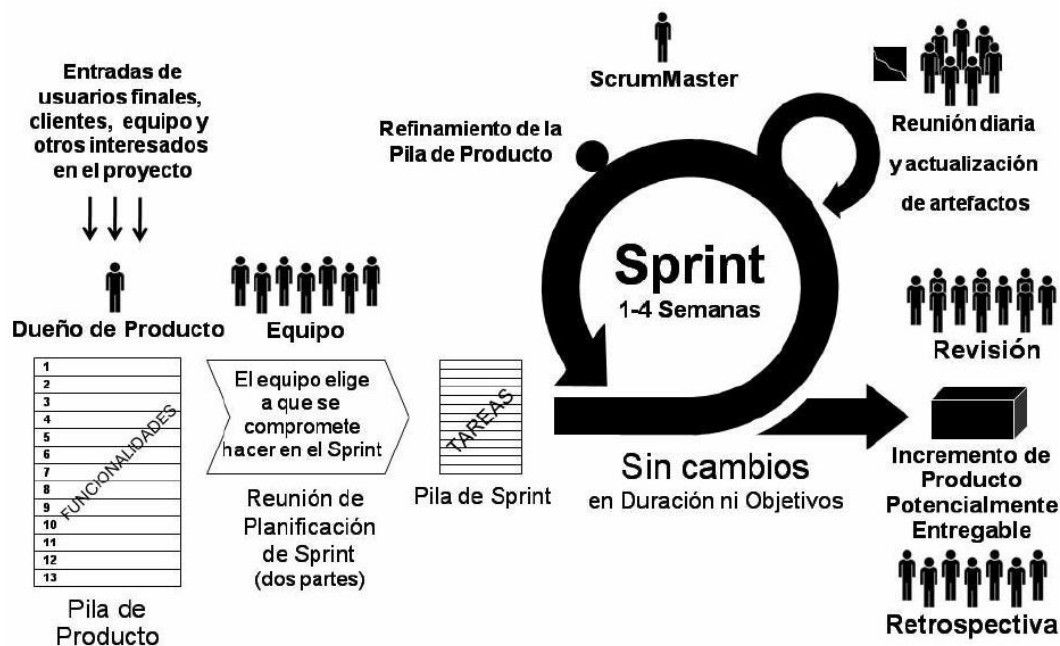 Entradas de
usuarios finales,
clientes, equipo y
otros interesados
en el proyecto
Dueño de Producto
1
2
3
4
5
6
7
8
9
10
11
12
13
FUNCIONALIDADES
Pila de
Producto
Equipo
El equipo elige
a que se
compromete
hacer en el Sprint
Reunión de
Planificación
de Sprint
(dos partes)
TAREAS
Pila de Sprint
ScrumMaster
Refinamiento de la
Pila de Producto
Sprint
1-4 Semanas
Sin cambios
en Duración ni Objetivos
Reunión diaria
y actualización
de artefactos
Revisión
Incremento de
Producto
Potencialmente
Entregable
Retrospectiva